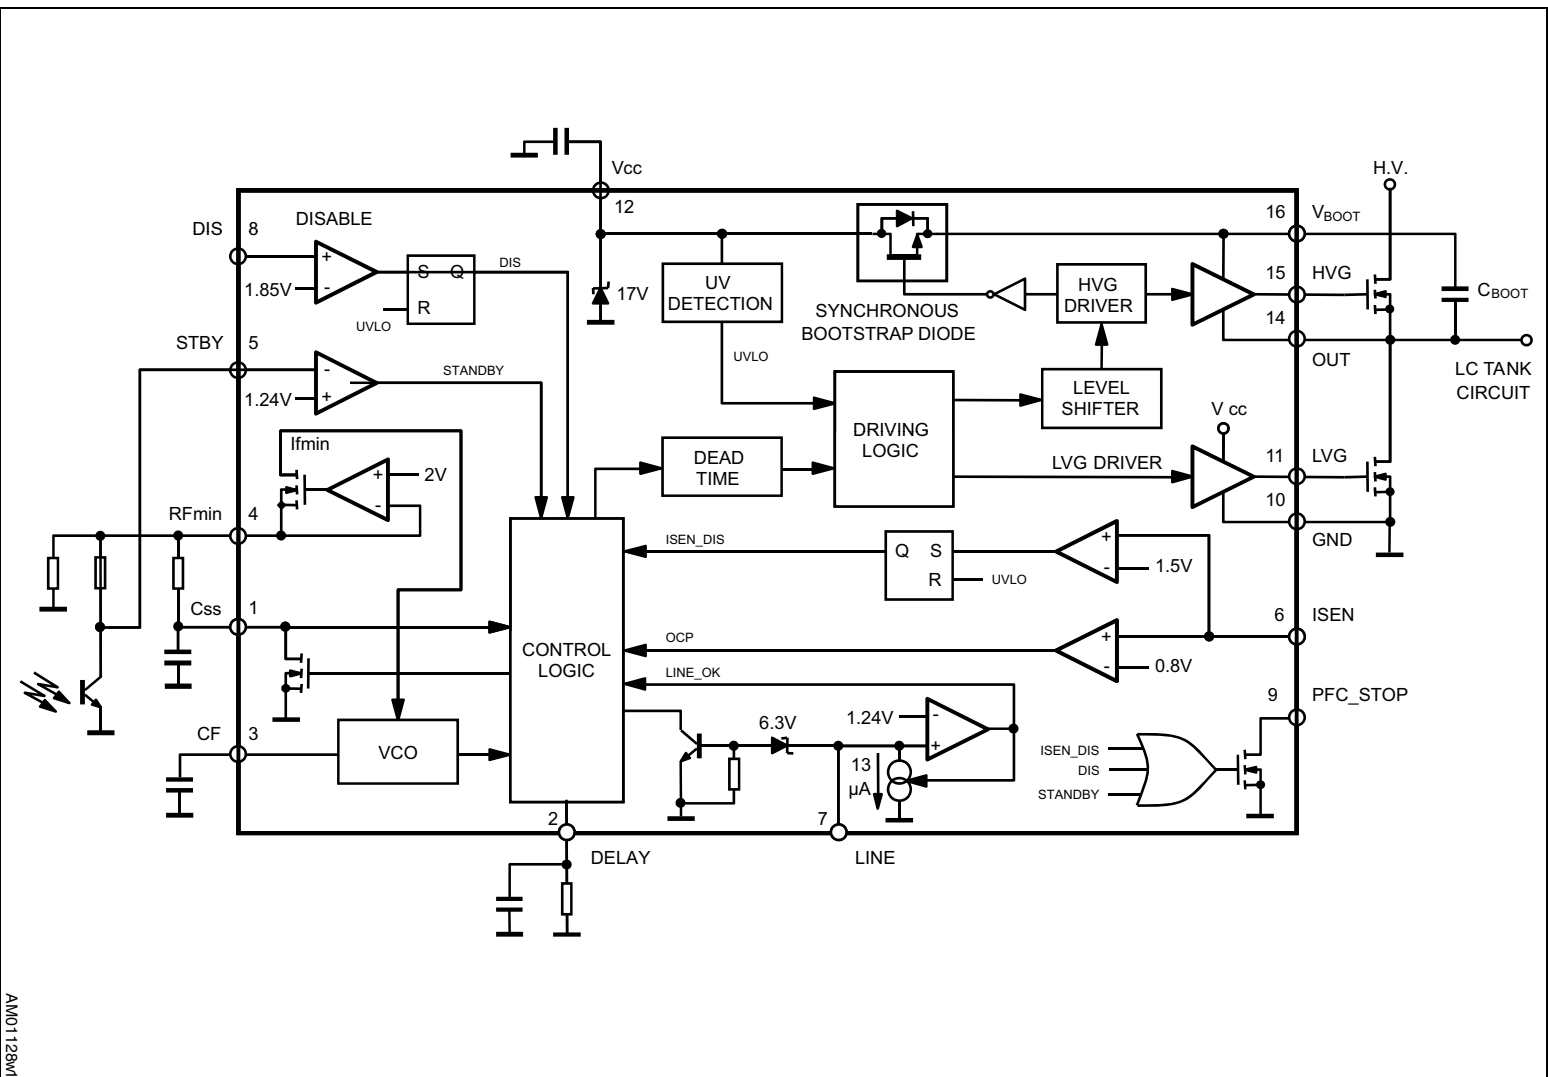 Vcc
12
H.V.
DIS
8
DISABLE
+
-
1.85V
S
Q
R
UVLO
DIS
17V
UV
DETECTION
UVLO
SYNCHRONOUS
BOOTSTRAP DIODE
HVG
DRIVER
16
VBOOT
15
HVG
14
OUT
CBOOT
LC TANK
CIRCUIT
STBY
5
-
+
1.24V
STANDBY
DRIVING
LOGIC
LEVEL
SHIFTER
V cc
LVG DRIVER
11
LVG
10
GND
DEAD
TIME
Ifmin
+
-
2V
RFmin
4
Css
1
CONTROL
LOGIC
ISEN_DIS
Q
S
R
UVLO
+
-
1.5V
6
ISEN
OCP
+
-
0.8V
LINE_OK
CF
3
VCO
6.3V
1.24V
-
+
13
µA
9
PFC_STOP
ISEN_DIS
DIS
STANDBY
2
DELAY
7
LINE
AM01128v1